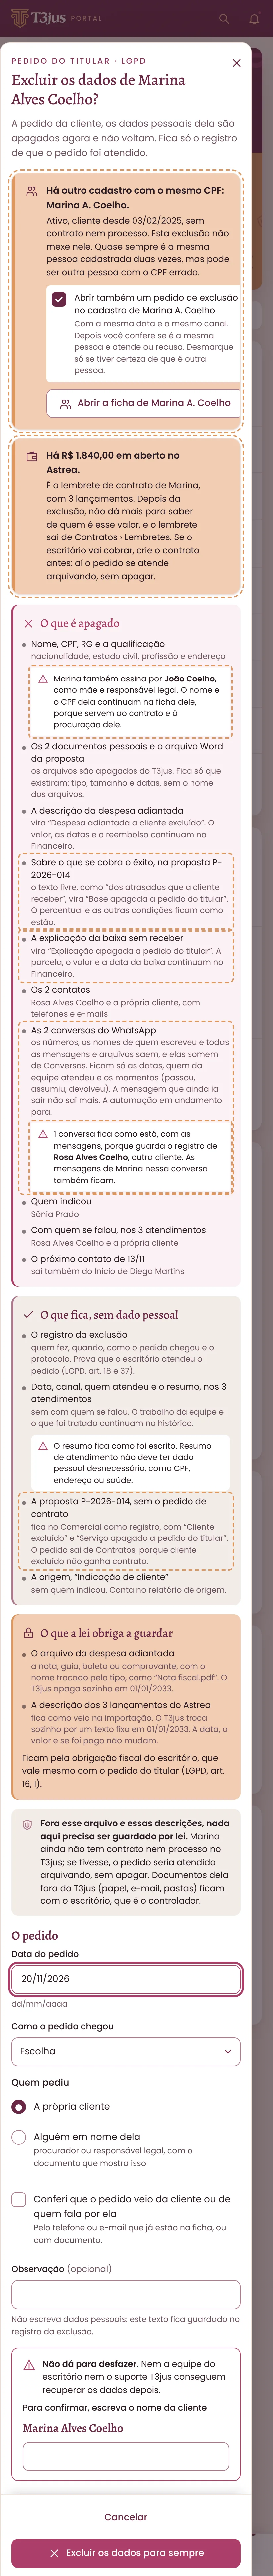 T3jus PORTAL
PEDIDO DO TITULAR · LGPD
Excluir os dados de Marina
Alves Coelho?
A pedido da cliente, os dados pessoais dela são
apagados agora e não voltam. Fica só o registro
de que o pedido foi atendido.
Há outro cadastro com o mesmo CPF:
Marina A. Coelho.
Ativo, cliente desde 03/02/2025, sem
contrato nem processo. Esta exclusão não
mexe nele. Quase sempre é a mesma
pessoa cadastrada duas vezes, mas pode
ser outra pessoa com o CPF errado.
Abrir também um pedido de exclusão
no cadastro de Marina A. Coelho
Com a mesma data e o mesmo canal.
Depois você confere se é a mesma
pessoa e atende ou recusa. Desmarque
só se tiver certeza de que é outra
pessoa.
Abrir a ficha de Marina A. Coelho
Há R$ 1.840,00 em aberto no
Astrea.
É o lembrete de contrato de Marina,
com 3 lançamentos. Depois da
exclusão, não dá mais para saber
de quem é esse valor, e o lembrete
sai de Contratos › Lembretes. Se o
escritório vai cobrar, crie o contrato
antes: aí o pedido se atende
arquivando, sem apagar.
O que é apagado
Nome, CPF, RG e a qualificação
nacionalidade, estado civil, profissão e endereço
Marina também assina por João Coelho,
como mãe e responsável legal. O nome e
o CPF dela continuam na ficha dele,
porque servem ao contrato e à
procuração dele.
Os 2 documentos pessoais e o arquivo Word
da proposta
os arquivos são apagados do T3jus. Fica só que
existiram: tipo, tamanho e datas, sem o nome
dos arquivos.
A descrição da despesa adiantada
vira “Despesa adiantada a cliente excluído”. O
valor, as datas e o reembolso continuam no
Financeiro.
Sobre o que se cobra o êxito, na proposta P-
2026-014
o texto livre, como “dos atrasados que a cliente
receber”, vira “Base apagada a pedido do titular”.
O percentual e as outras condições ficam como
estão.
A explicação da baixa sem receber
vira “Explicação apagada a pedido do titular”. A
parcela, o valor e a data da baixa continuam no
Financeiro.
Os 2 contatos
Rosa Alves Coelho e a própria cliente, com
telefones e e-mails
As 2 conversas do WhatsApp
os números, os nomes de quem escreveu e todas
as mensagens e arquivos saem, e elas somem
de Conversas. Ficam só as datas, quem da
equipe atendeu e os momentos (passou,
assumiu, devolveu). A mensagem que ainda ia
sair não sai mais. A automação em andamento
para.
1 conversa fica como está, com as
mensagens, porque guarda o registro de
Rosa Alves Coelho, outra cliente. As
mensagens de Marina nessa conversa
também ficam.
Quem indicou
Sônia Prado
Com quem se falou, nos 3 atendimentos
Rosa Alves Coelho e a própria cliente
O próximo contato de 13/11
sai também do Início de Diego Martins
O que fica, sem dado pessoal
O registro da exclusão
quem fez, quando, como o pedido chegou e o
protocolo. Prova que o escritório atendeu o
pedido (LGPD, art. 18 e 37).
Data, canal, quem atendeu e o resumo, nos 3
atendimentos
sem com quem se falou. O trabalho da equipe e
o que foi tratado continuam no histórico.
O resumo fica como foi escrito. Resumo
de atendimento não deve ter dado
pessoal desnecessário, como CPF,
endereço ou saúde.
A proposta P-2026-014, sem o pedido de
contrato
fica no Comercial como registro, com “Cliente
excluído” e “Serviço apagado a pedido do titular”.
O pedido sai de Contratos, porque cliente
excluído não ganha contrato.
A origem, “Indicação de cliente”
sem quem indicou. Conta no relatório de origem.
O que a lei obriga a guardar
O arquivo da despesa adiantada
a nota, guia, boleto ou comprovante, com o
nome trocado pelo tipo, como “Nota fiscal.pdf”. O
T3jus apaga sozinho em 01/01/2033.
A descrição dos 3 lançamentos do Astrea
fica como veio na importação. O T3jus troca
sozinho por um texto fixo em 01/01/2033. A data, o
valor e se foi pago não mudam.
Ficam pela obrigação fiscal do escritório, que
vale mesmo com o pedido do titular (LGPD, art.
16, I).
Fora esse arquivo e essas descrições, nada
aqui precisa ser guardado por lei. Marina
ainda não tem contrato nem processo no
T3jus; se tivesse, o pedido seria atendido
arquivando, sem apagar. Documentos dela
fora do T3jus (papel, e-mail, pastas) ficam
com o escritório, que é o controlador.
O pedido
Data do pedido
20/11/2026
dd/mm/aaaa
Como o pedido chegou
Escolha
Quem pediu
A própria cliente
Alguém em nome dela
procurador ou responsável legal, com o
documento que mostra isso
Conferi que o pedido veio da cliente ou de
quem fala por ela
Pelo telefone ou e-mail que já estão na ficha, ou
com documento.
Observação (opcional)
Não escreva dados pessoais: este texto fica guardado no
registro da exclusão.
Não dá para desfazer. Nem a equipe do
escritório nem o suporte T3jus conseguem
recuperar os dados depois.
Para confirmar, escreva o nome da cliente
Marina Alves Coelho
Cancelar
Excluir os dados para sempre